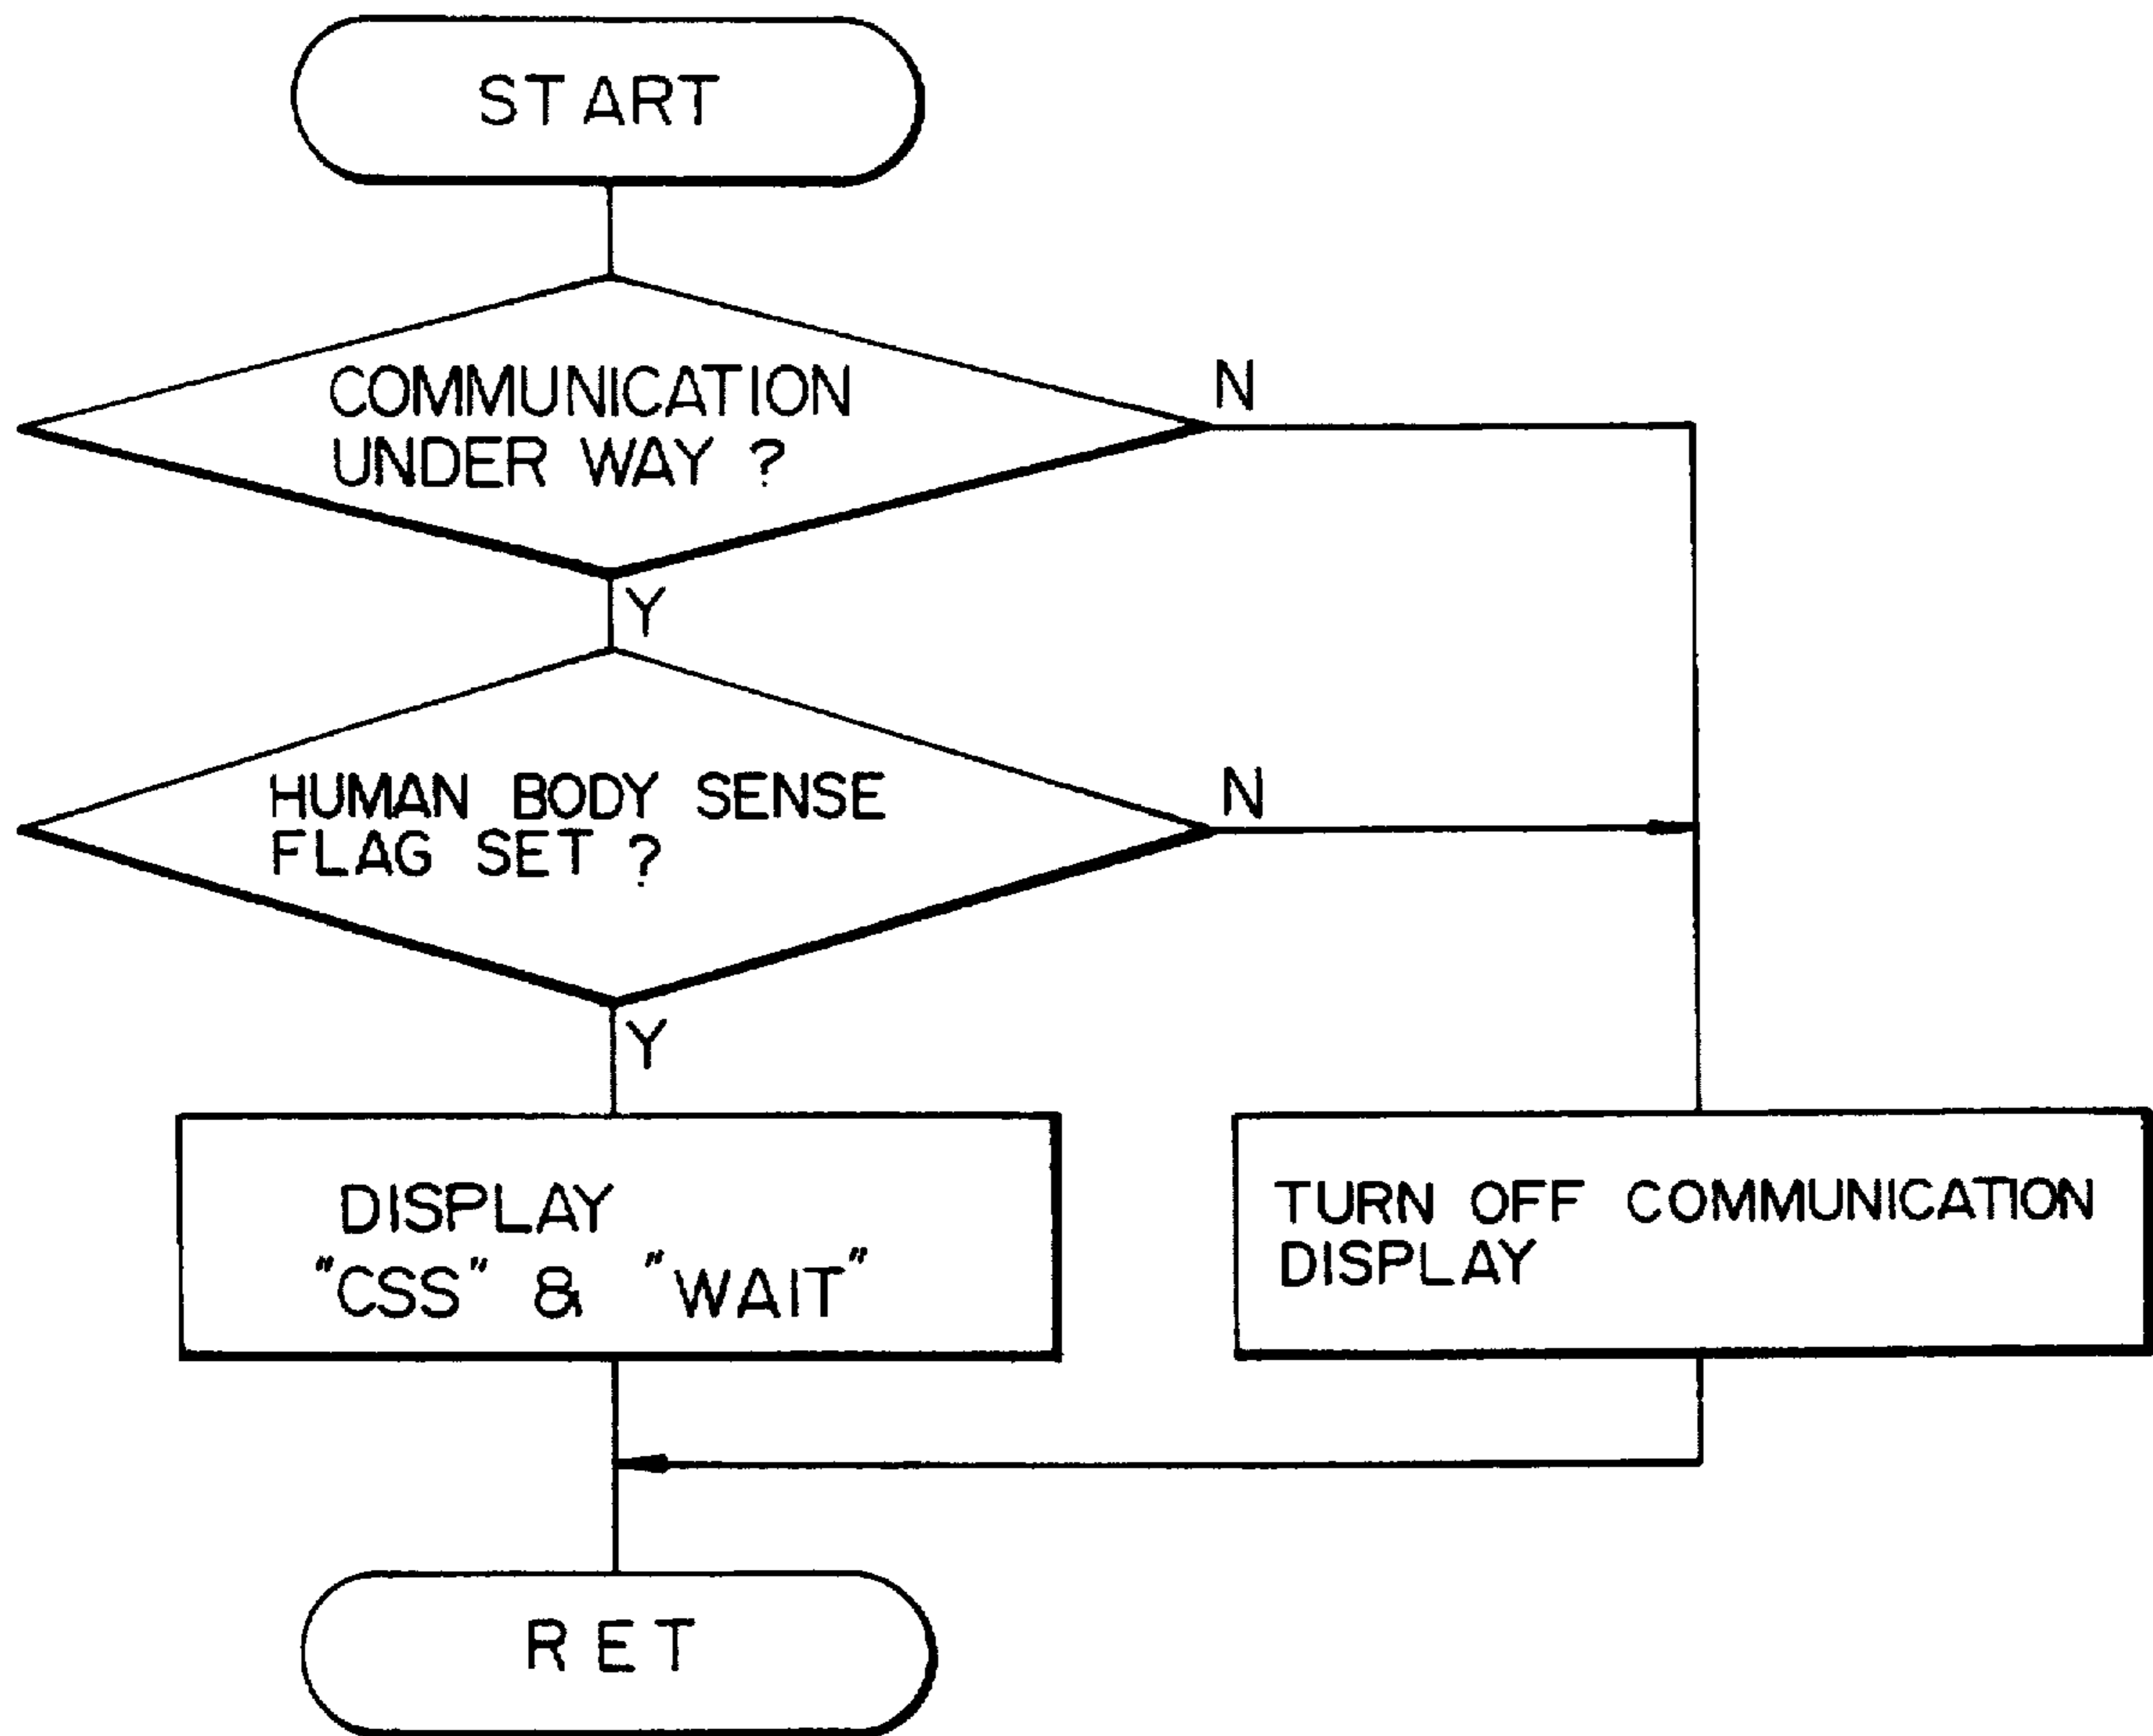 START
COMMUNICATION
UNDER WAY ?
N
Y
HUMAN BODY SENSE
FLAG SET ?
N
Y
DISPLAY
"CSS" & "WAIT"
TURN OFF COMMUNICATION
DISPLAY
RET